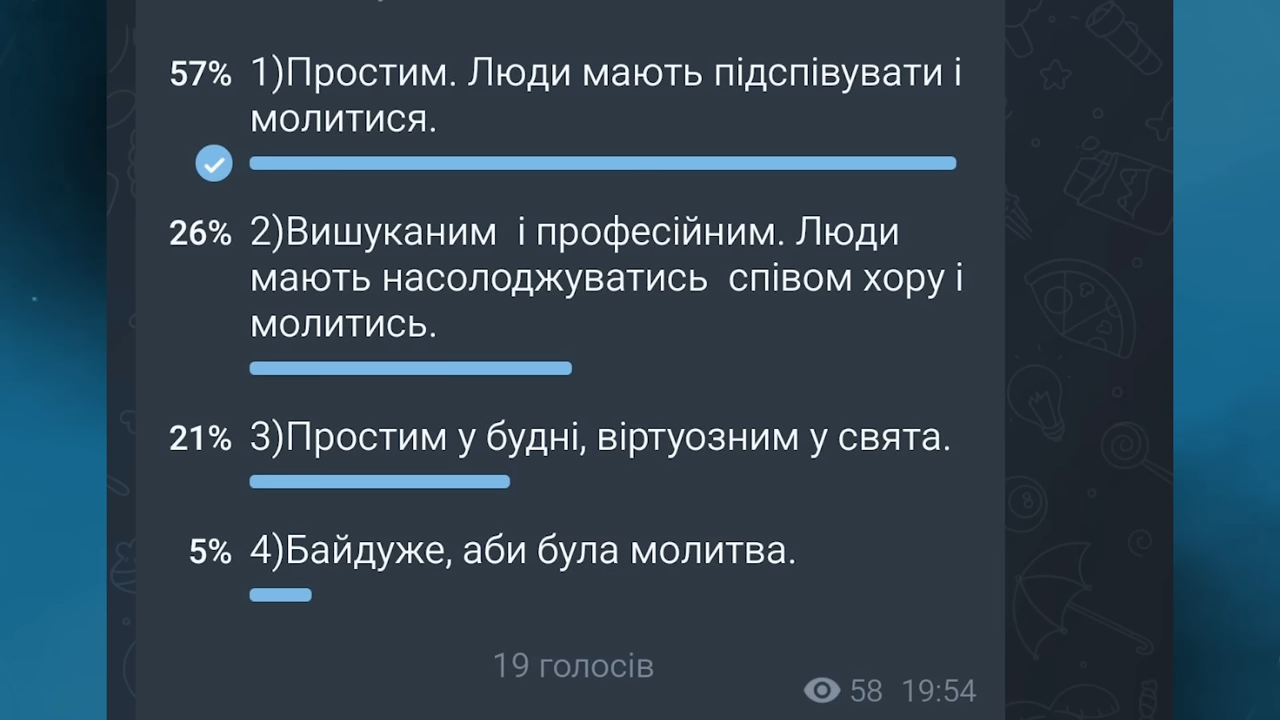 57% 1)Простим. Люди мають підспівувати і
молитися.
26% 2)Вишуканим і професійним. Люди
мають насолоджуватись співом хору і
молитись.
21% 3)Простим у будні, віртуозним у свята.
5% 4)Байдуже, аби була молитва.
19 голосів
58 19:54